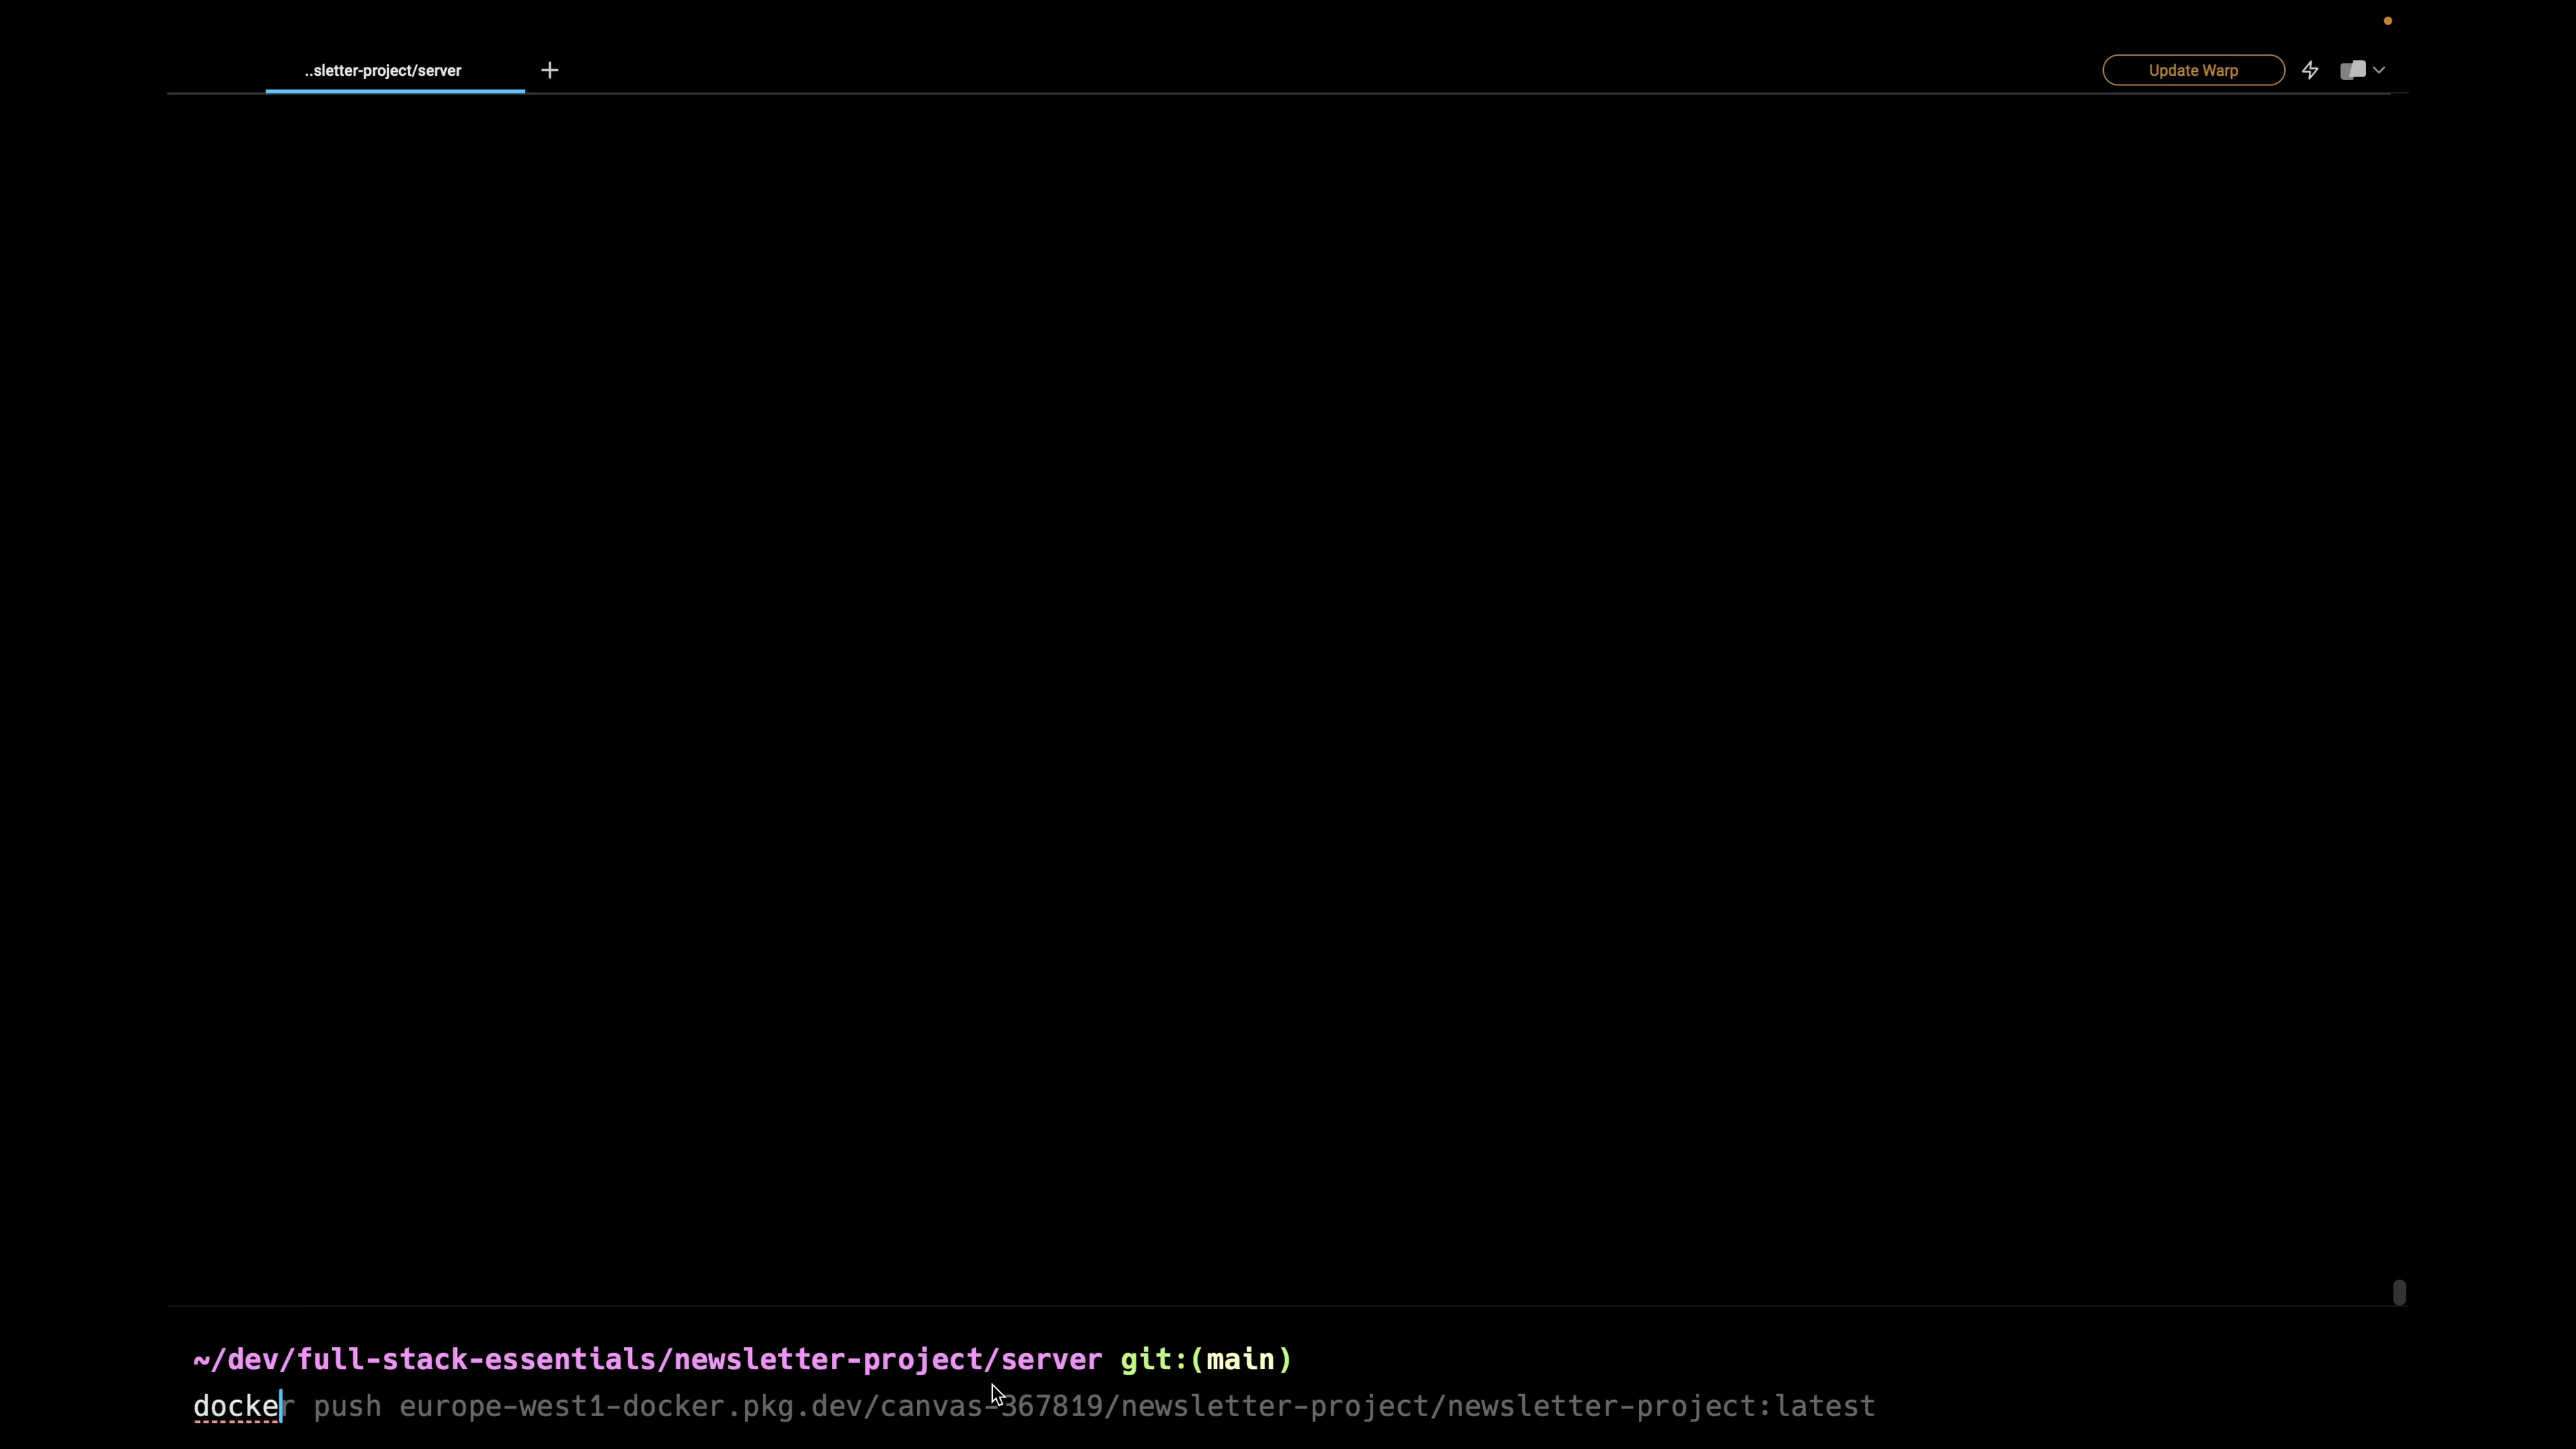 ..sletter-project/server
Update Warp
~/dev/full-stack-essentials/newsletter-project/server git:(main)
docker push europe-west1-docker.pkg.dev/canvas-367819/newsletter-project/newsletter-project:latest